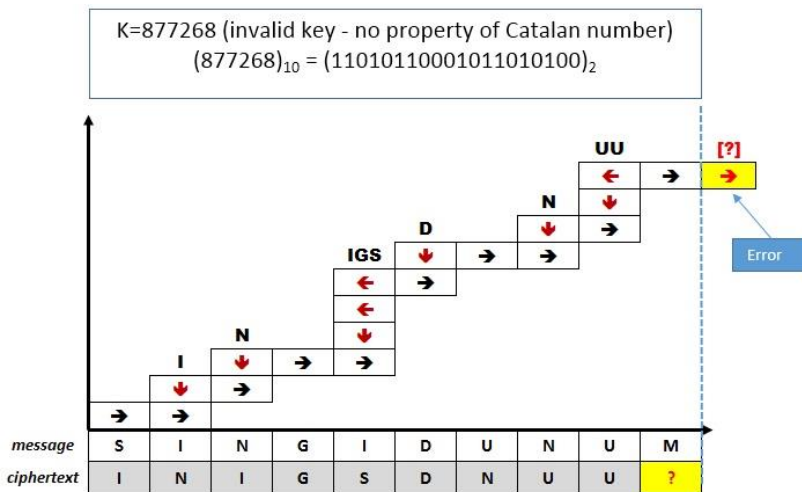 K=877268 (invalid key - no property of Catalan number)
(877268)₁₀ = (11010110001011010100)₂
UU [?]
N
D
IGS Error
N
I
message S I N G I D U N U M
ciphertext I N I G S D N U U ?